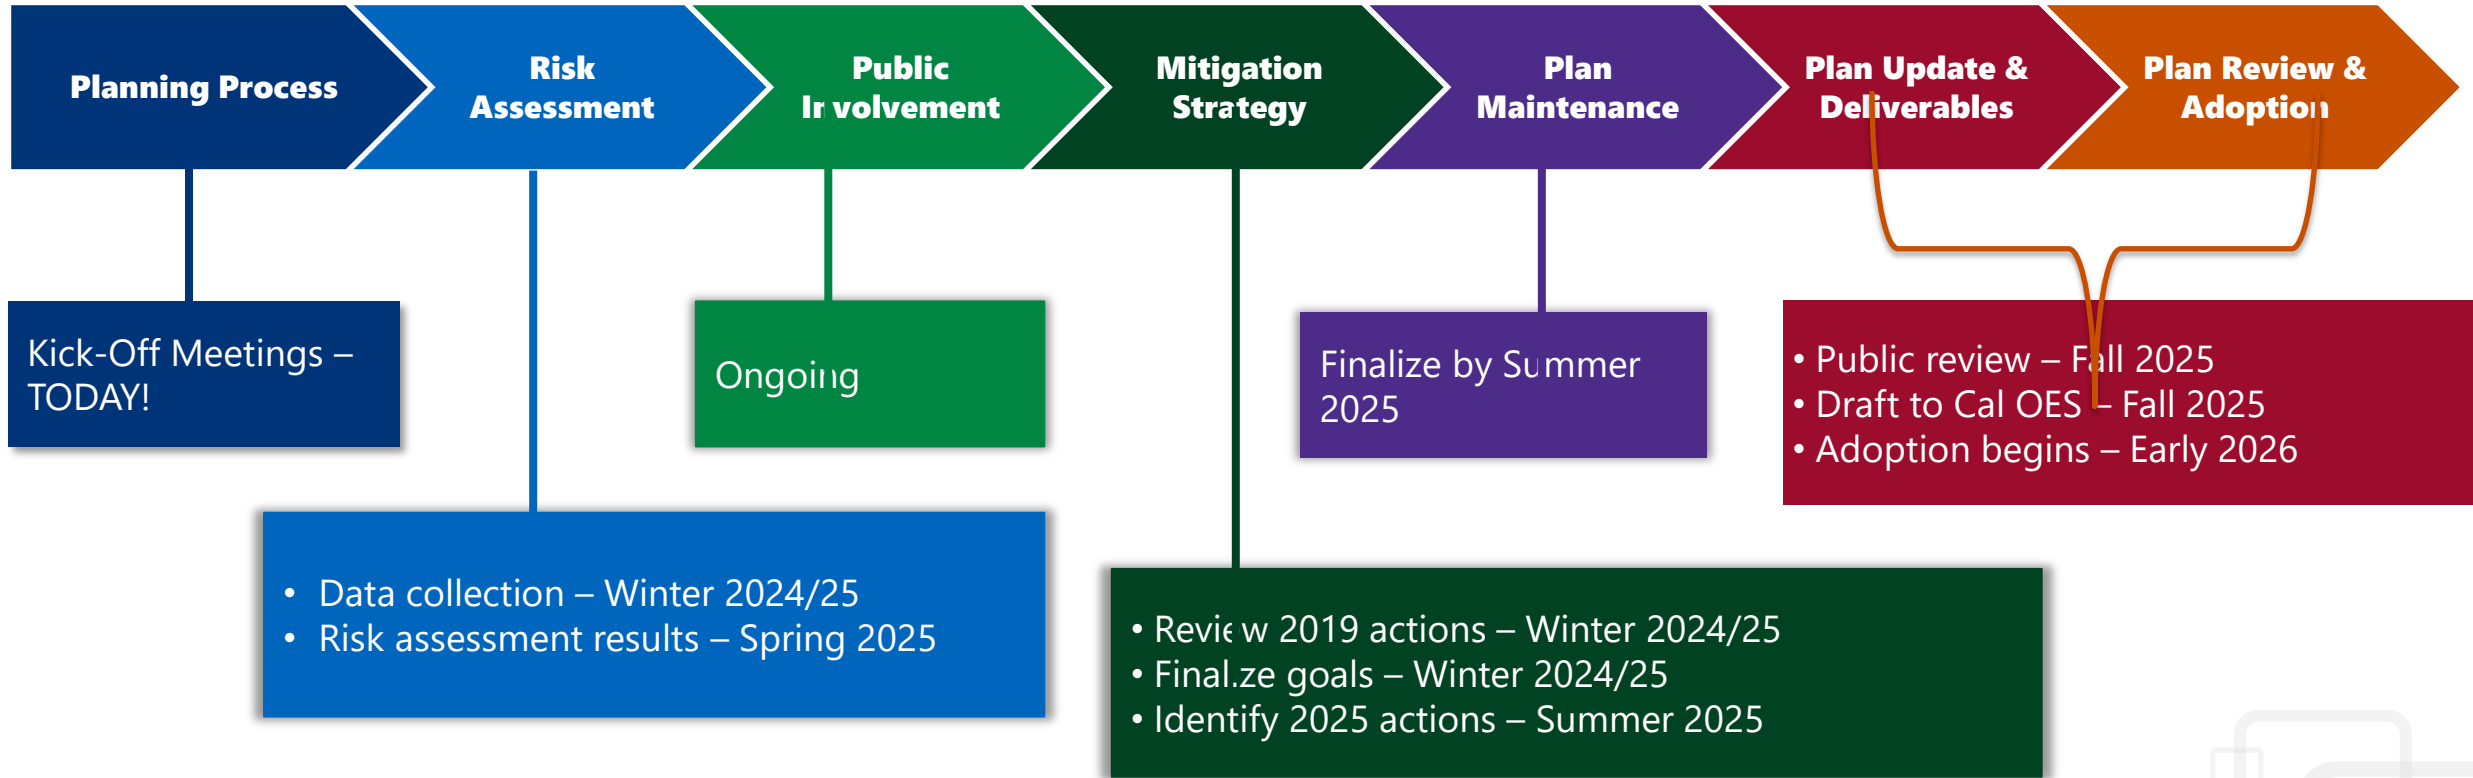 Planning Process
Risk
Assessment
Public
Involvement
Mitigation
Strategy
Plan
Maintenance
Plan Update &
Deliverables
Plan Review &
Adoption
Kick-Off Meetings –
TODAY!
Ongoing
Finalize by Summer
2025
• Public review – Fall 2025
• Draft to Cal OES – Fall 2025
• Adoption begins – Early 2026
• Data collection – Winter 2024/25
• Risk assessment results – Spring 2025
• Review 2019 actions – Winter 2024/25
• Finalize goals – Winter 2024/25
• Identify 2025 actions – Summer 2025